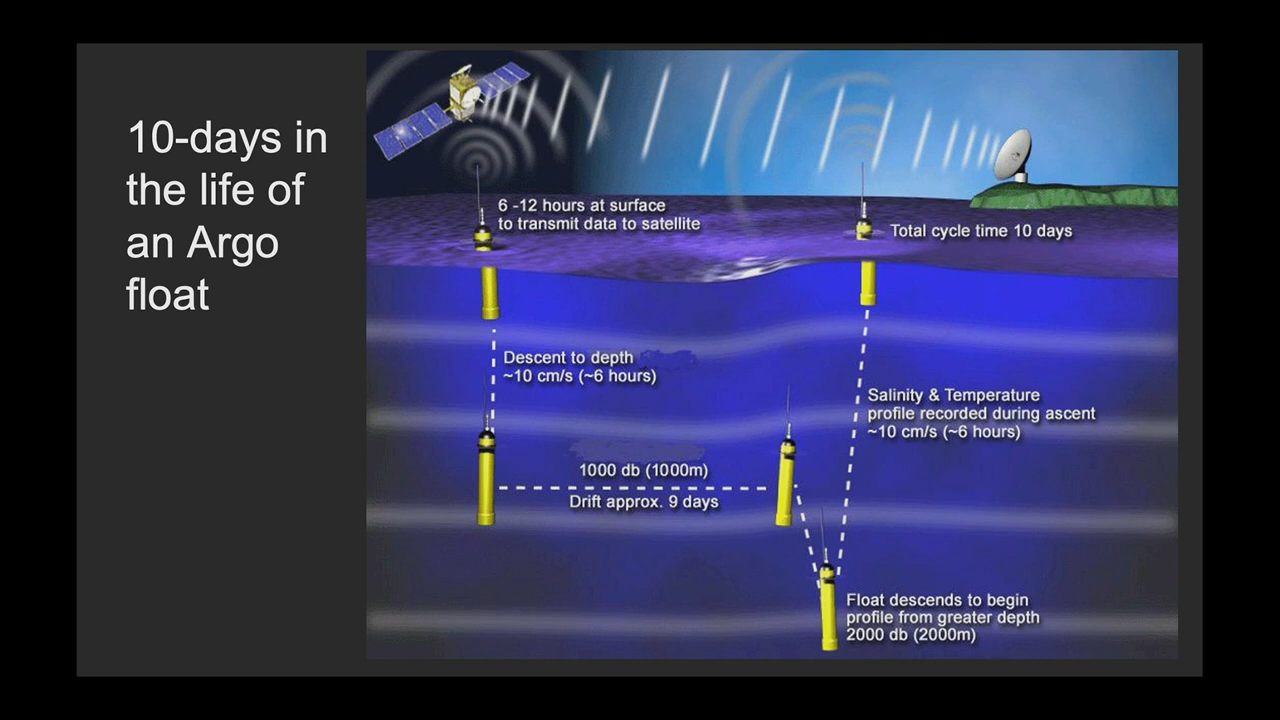 10-days in
the life of
an Argo
float
6 -12 hours at surface
to transmit data to satellite
Total cycle time 10 days
Descent to depth
~10 cm/s (~6 hours)
Salinity & Temperature
profile recorded during ascent
~10 cm/s (~6 hours)
1000 db (1000m)
Drift approx. 9 days
Float descends to begin
profile from greater depth
2000 db (2000m)